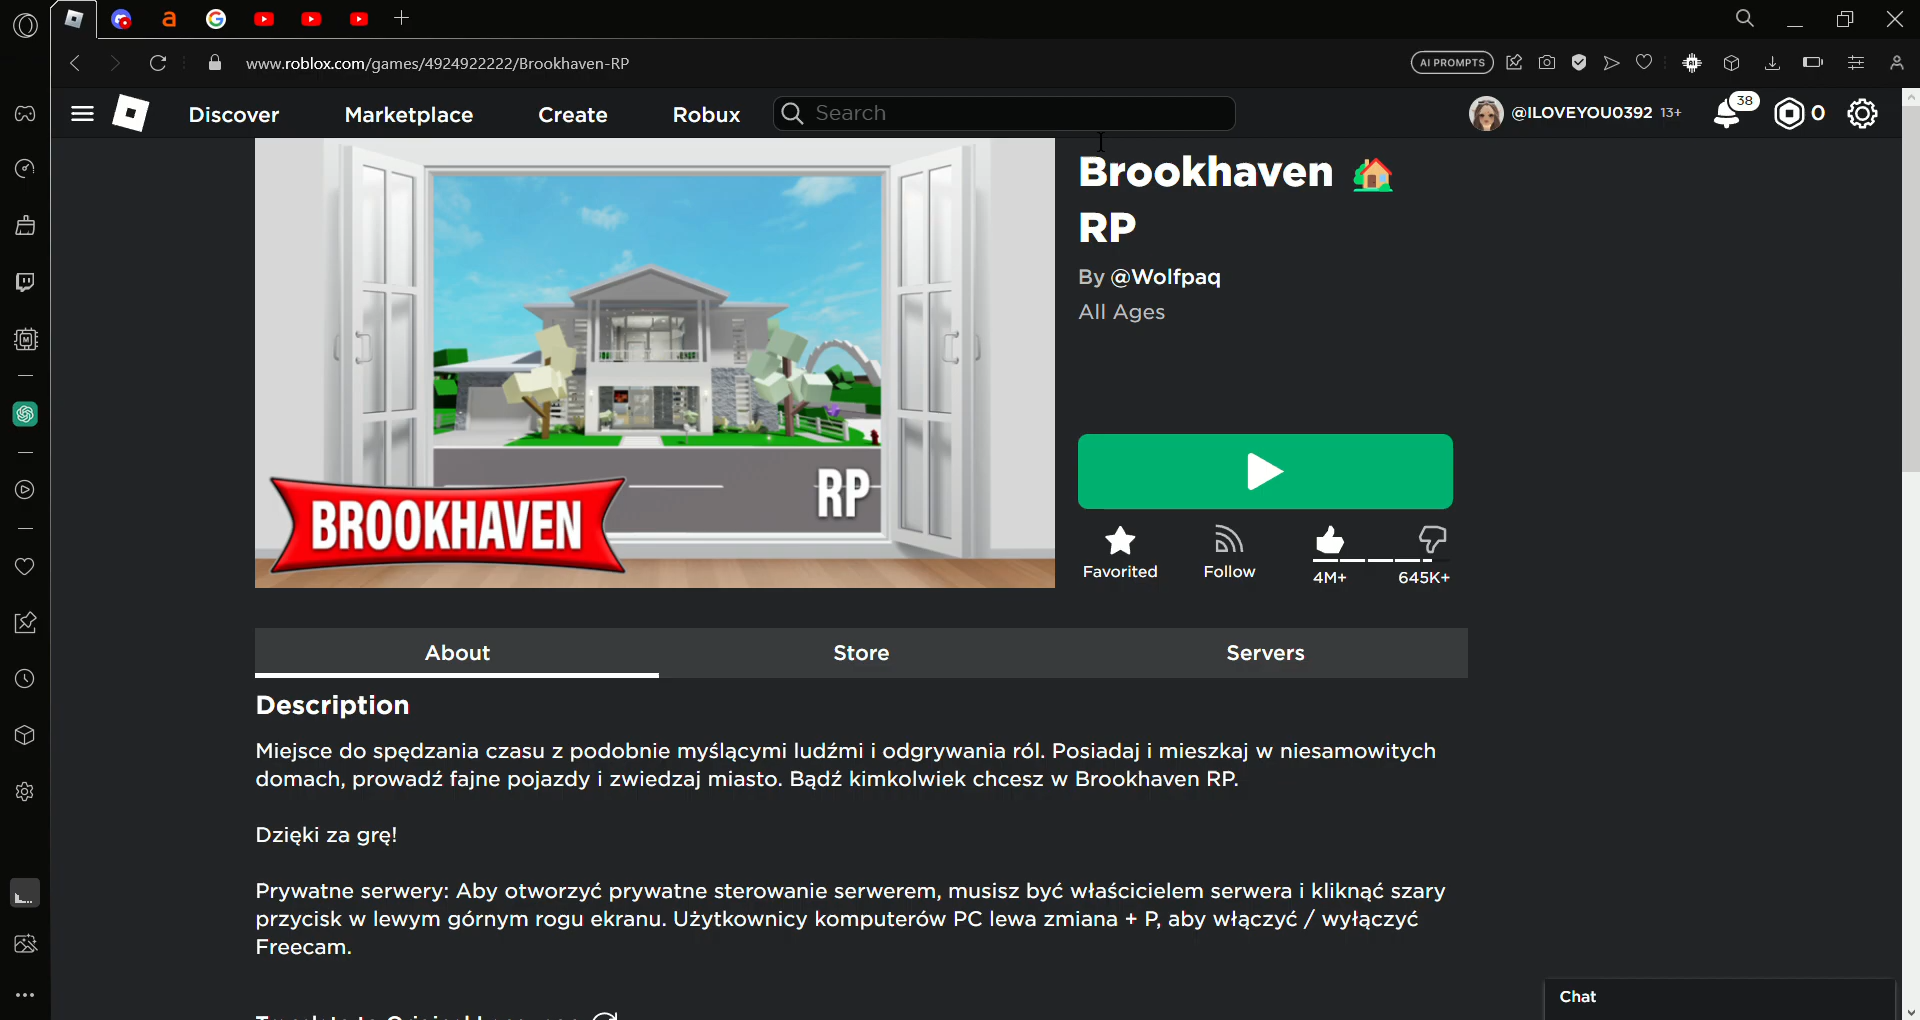 www.roblox.com/games/4924922222/Brookhaven-RP
AI PROMPTS
Discover
Marketplace
Create
Robux
Search
@ILOVEYOU0392 13+
38
0
BROOKHAVEN
RP
Brookhaven 🏡
RP
By @Wolfpaq
All Ages
Favorited
Follow
4M+
645K+
About
Store
Servers
Description
Miejsce do spędzania czasu z podobnie myślącymi ludźmi i odgrywania ról. Posiadaj i mieszkaj w niesamowitych
domach, prowadź fajne pojazdy i zwiedzaj miasto. Bądź kimkolwiek chcesz w Brookhaven RP.
Dzięki za grę!
Prywatne serwery: Aby otworzyć prywatne sterowanie serwerem, musisz być właścicielem serwera i kliknąć szary
przycisk w lewym górnym rogu ekranu. Użytkownicy komputerów PC lewa zmiana + P, aby włączyć / wyłączyć
Freecam.
Chat